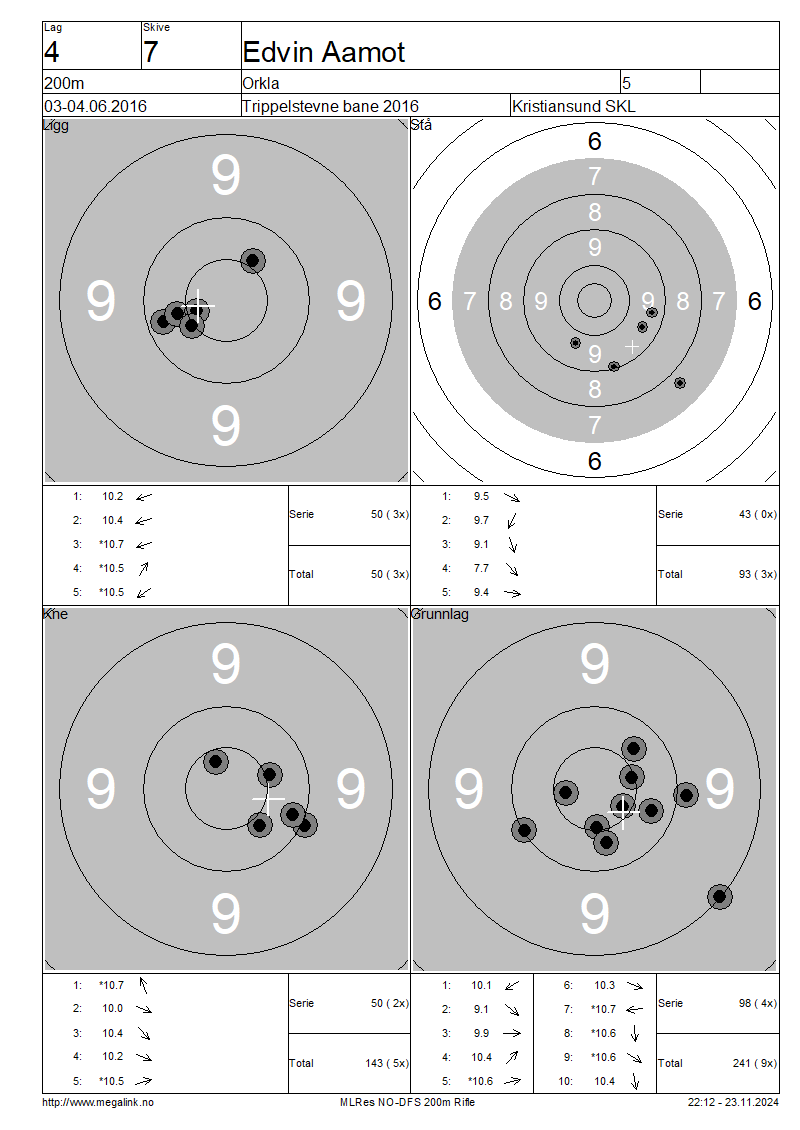 Lag Skive
4 7 Edvin Aamot
200m Orkla 5
03-04.06.2016 Trippelstevne bane 2016 Kristiansund SKL
Ligg
9
9 9
9
Stå
6
7
8
9
6 7 8 9 9 8 7 6
9
8
7
6
1: 10.2
2: 10.4
3: *10.7
4: *10.5
5: *10.5
Serie 50 ( 3x)
Total 50 ( 3x)
1: 9.5
2: 9.7
3: 9.1
4: 7.7
5: 9.4
Serie 43 ( 0x)
Total 93 ( 3x)
Kne
9
9 9
9
Grunnlag
9
9 9
9
1: *10.7
2: 10.0
3: 10.4
4: 10.2
5: *10.5
Serie 50 ( 2x)
Total 143 ( 5x)
1: 10.1
2: 9.1
3: 9.9
4: 10.4
5: *10.6
6: 10.3
7: *10.7
8: *10.6
9: *10.6
10: 10.4
Serie 98 ( 4x)
Total 241 ( 9x)
http://www.megalink.no MLRes NO-DFS 200m Rifle 22:12 - 23.11.2024